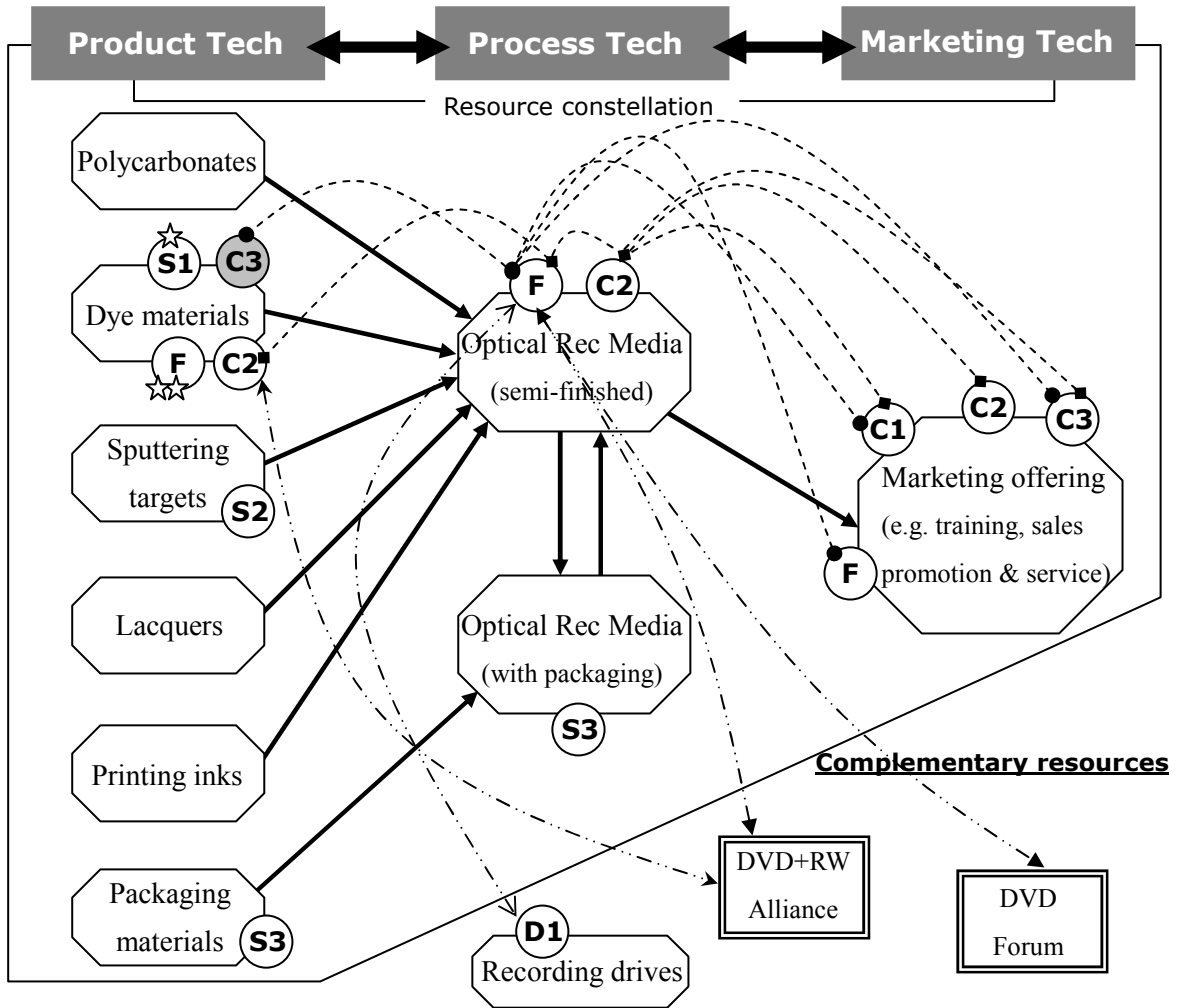 Product Tech
Process Tech
Marketing Tech
Resource constellation
Polycarbonates
S1
C3
Dye materials
F
C2
Sputtering
targets
S2
Lacquers
Printing inks
Packaging
materials
S3
F
C2
Optical Rec Media
(semi-finished)
Optical Rec Media
(with packaging)
S3
C1
C2
C3
F
Marketing offering
(e.g. training, sales
promotion & service)
Complementary resources
D1
Recording drives
DVD+RW
Alliance
DVD
Forum